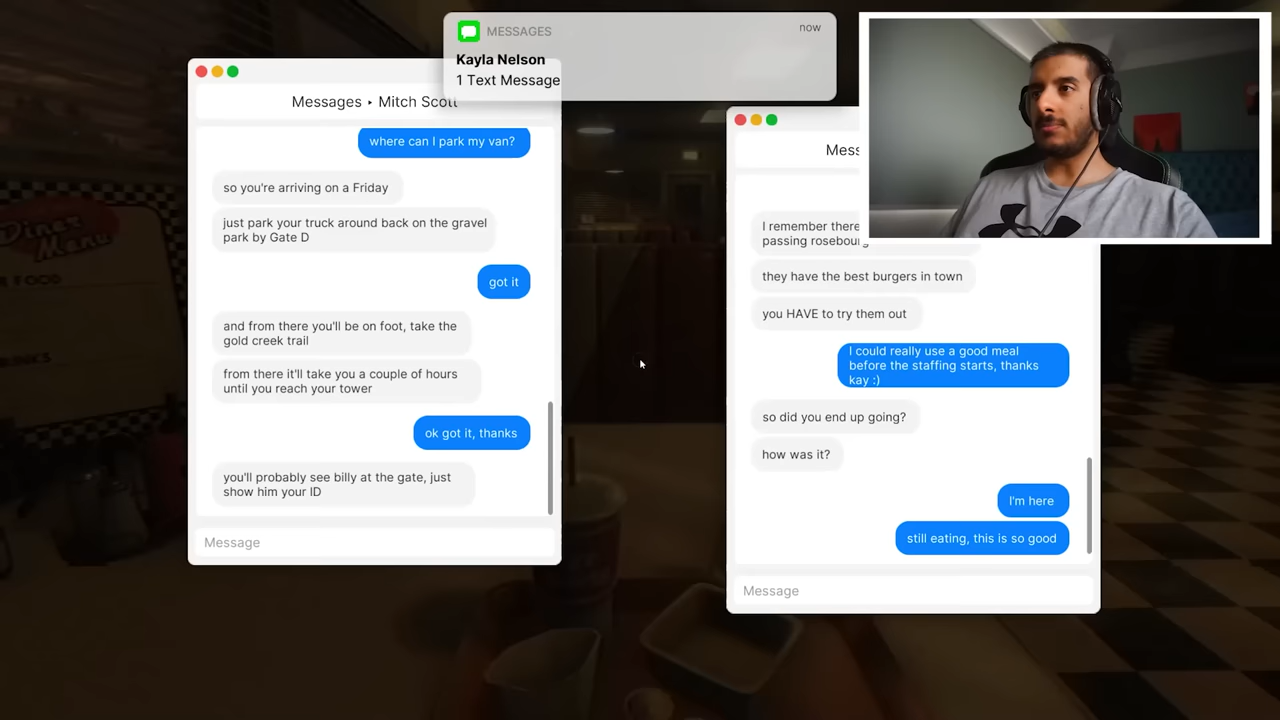 MESSAGES
now
Kayla Nelson
1 Text Message
Messages ▸ Mitch Scott
where can I park my van?
so you're arriving on a Friday
just park your truck around back on the gravel
park by Gate D
got it
and from there you'll be on foot, take the
gold creek trail
from there it'll take you a couple of hours
until you reach your tower
ok got it, thanks
you'll probably see billy at the gate, just
show him your ID
Message
Mess
I remember there
passing rosebourg
they have the best burgers in town
you HAVE to try them out
I could really use a good meal
before the staffing starts, thanks
kay :)
so did you end up going?
how was it?
I'm here
still eating, this is so good
Message
Diner
Menu